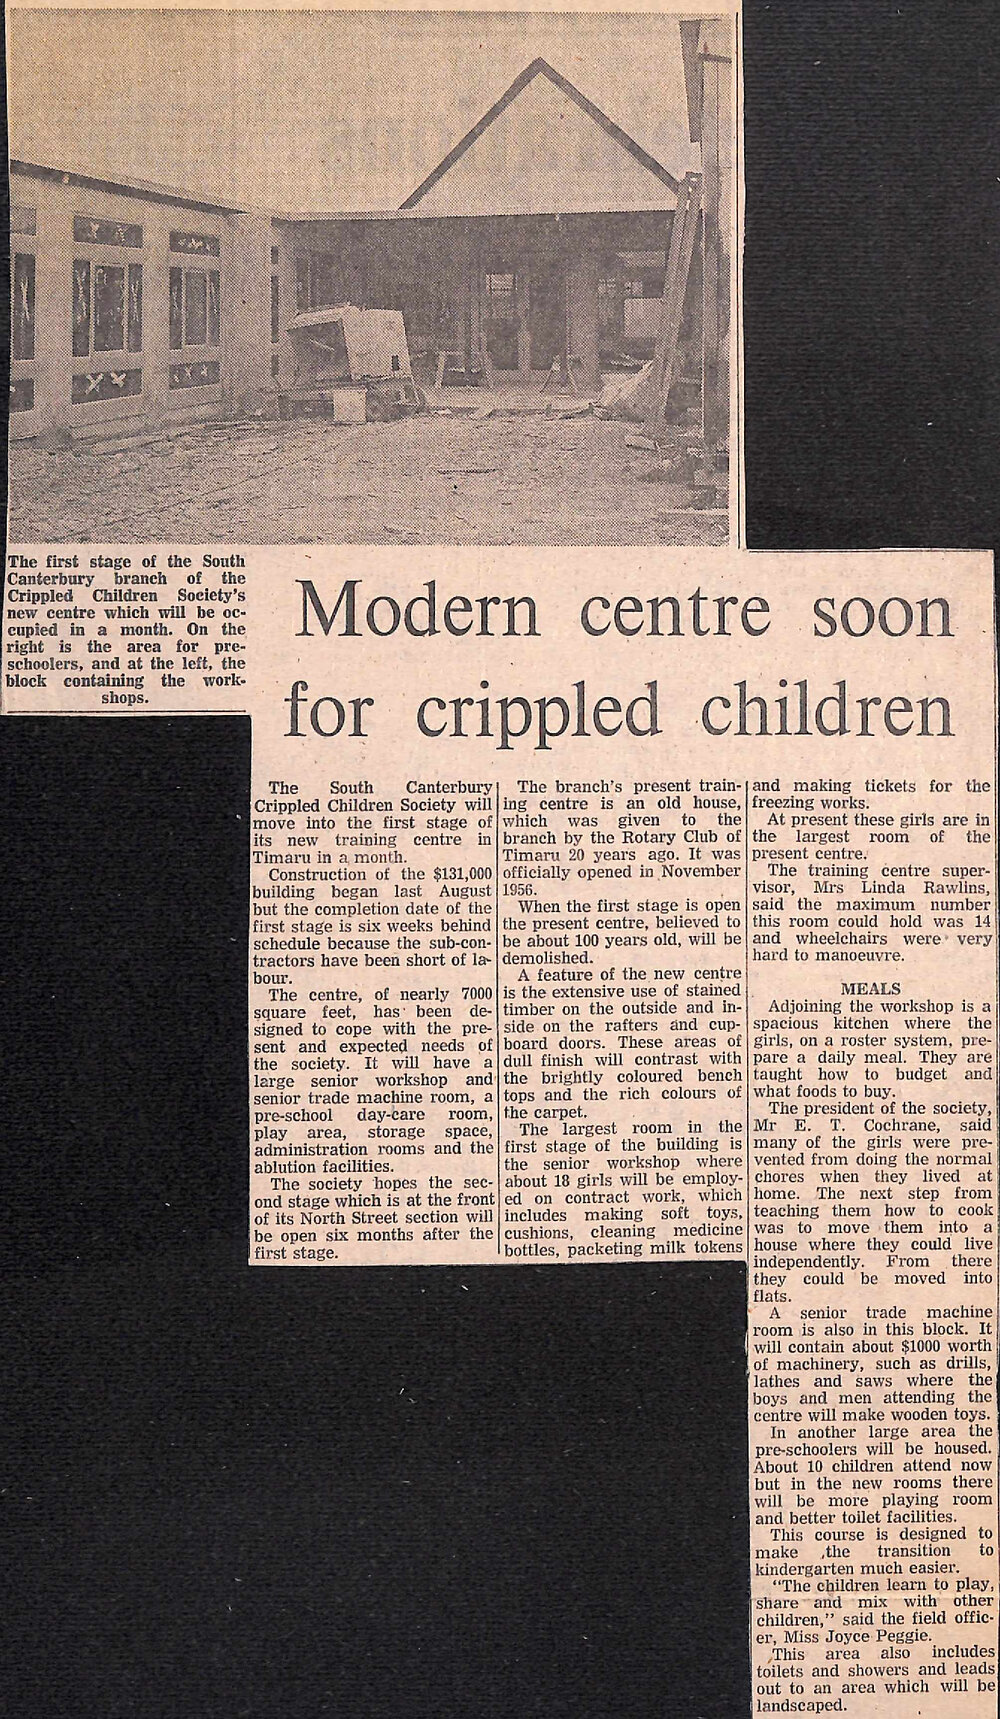 The first stage of the South
Canterbury branch of the
Crippled Children Society's
new centre which will be oc-
cupied in a month. On the
right is the area for pre-
schoolers, and at the left, the
block containing the work-
shops.
Modern centre soon
for crippled children
The South Canterbury
Crippled Children Society will
move into the first stage of
its new training centre in
Timaru in a month.
Construction of the $131,000
building began last August
but the completion date of the
first stage is six weeks behind
schedule because the sub-con-
tractors have been short of la-
bour.
The centre, of nearly 7000
square feet, has been de-
signed to cope with the pre-
sent and expected needs of
the society. It will have a
large senior workshop and
senior trade machine room, a
pre-school day-care room,
play area, storage space,
administration rooms and the
ablution facilities.
The society hopes the sec-
ond stage which is at the front
of its North Street section will
be open six months after the
first stage.
The branch's present train-
ing centre is an old house,
which was given to the
branch by the Rotary Club of
Timaru 20 years ago. It was
officially opened in November
1956.
When the first stage is open
the present centre, believed to
be about 100 years old, will be
demolished.
A feature of the new centre
is the extensive use of stained
timber on the outside and in-
side on the rafters and cup-
board doors. These areas of
dull finish will contrast with
the brightly coloured bench
tops and the rich colours of
the carpet.
The largest room in the
first stage of the building is
the senior workshop where
about 18 girls will be employ-
ed on contract work, which
includes making soft toys,
cushions, cleaning medicine
bottles, packeting milk tokens
and making tickets for the
freezing works.
At present these girls are in
the largest room of the
present centre.
The training centre super-
visor, Mrs Linda Rawlins,
said the maximum number
this room could hold was 14
and wheelchairs were very
hard to manoeuvre.
MEALS
Adjoining the workshop is a
spacious kitchen where the
girls, on a roster system, pre-
pare a daily meal. They are
taught how to budget and
what foods to buy.
The president of the society,
Mr E. T. Cochrane, said
many of the girls were pre-
vented from doing the normal
chores when they lived at
home. The next step from
teaching them how to cook
was to move them into a
house where they could live
independently. From there
they could be moved into
flats.
A senior trade machine
room is also in this block. It
will contain about $1000 worth
of machinery, such as drills,
lathes and saws where the
boys and men attending the
centre will make wooden toys.
In another large area the
pre-schoolers will be housed.
About 10 children attend now
but in the new rooms there
will be more playing room
and better toilet facilities.
This course is designed to
make the transition to
kindergarten much easier.
"The children learn to play,
share and mix with other
children," said the field offic-
er, Miss Joyce Peggie.
This area also includes
toilets and showers and leads
out to an area which will be
landscaped.